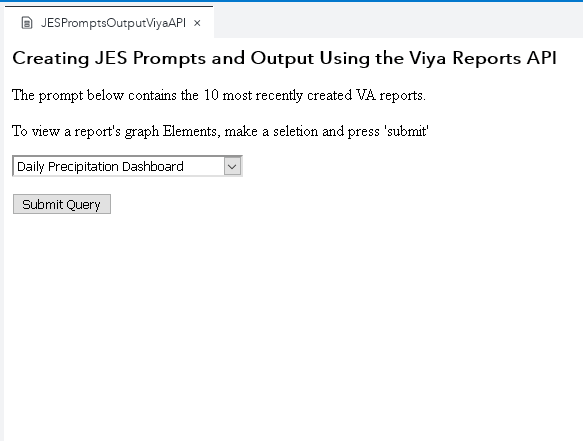 JESPromptsOutputViyaAPI ×
Creating JES Prompts and Output Using the Viya Reports API
The prompt below contains the 10 most recently created VA reports.
To view a report's graph Elements, make a seletion and press 'submit'
Daily Precipitation Dashboard
Submit Query